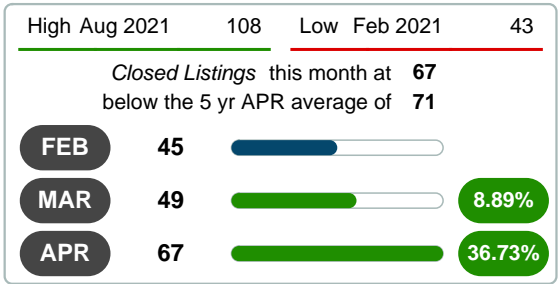 High Aug 2021 108 Low Feb 2021 43
Closed Listings this month at 67
below the 5 yr APR average of 71
FEB 45
MAR 49 8.89%
APR 67 36.73%